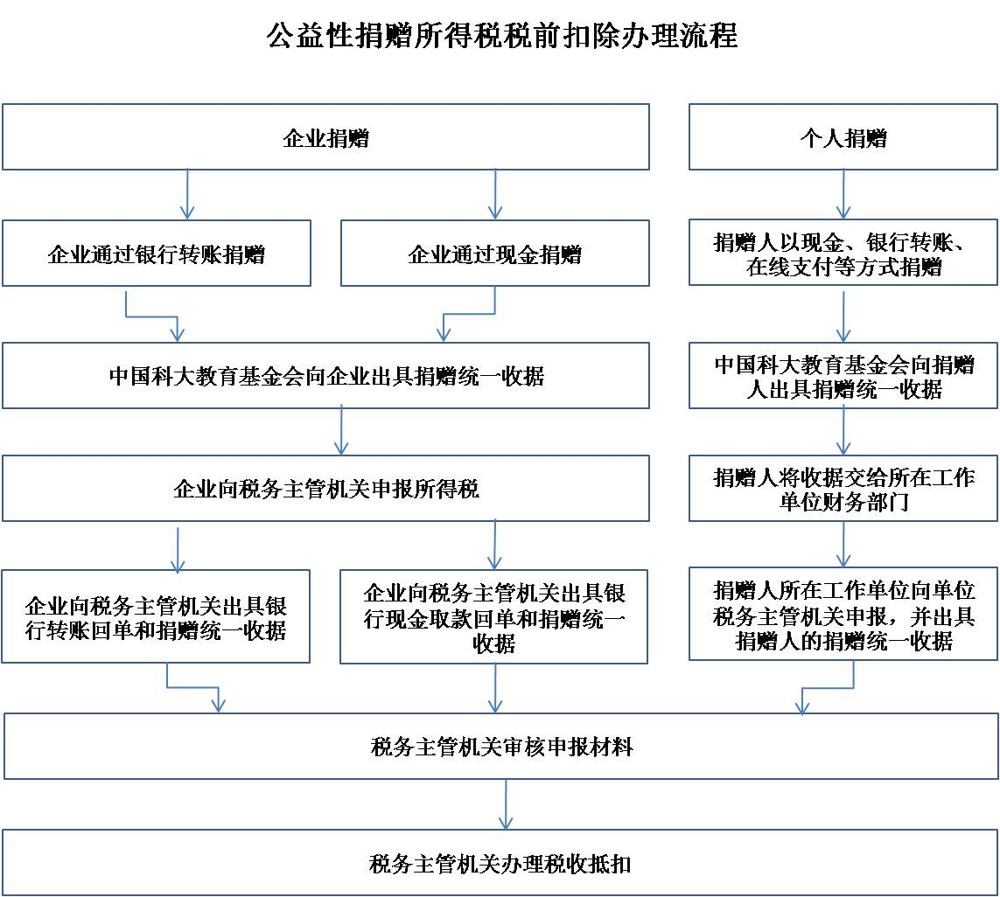 公益性捐赠所得税税前扣除办理流程
企业捐赠
个人捐赠
企业通过银行转账捐赠
企业通过现金捐赠
捐赠人以现金、银行转账、
在线支付等方式捐赠
中国科大教育基金会向企业出具捐赠统一收据
中国科大教育基金会向捐赠
人出具捐赠统一收据
企业向税务主管机关申报所得税
捐赠人将收据交给所在工作
单位财务部门
企业向税务主管机关出具银
行转账回单和捐赠统一收据
企业向税务主管机关出具银
行现金取款回单和捐赠统一
收据
捐赠人所在工作单位向单位
税务主管机关申报，并出具
捐赠人的捐赠统一收据
税务主管机关审核申报材料
税务主管机关办理税收抵扣